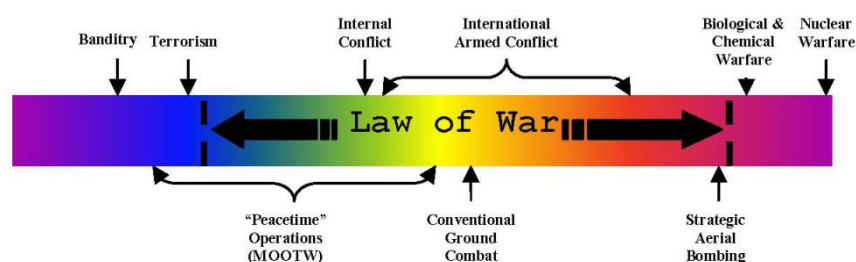 Banditry
Terrorism
Internal
Conflict
International
Armed Conflict
Biological &
Chemical
Warfare
Nuclear
Warfare
Law of War
“Peacetime”
Operations
(MOOTW)
Conventional
Ground
Combat
Strategic
Aerial
Bombing